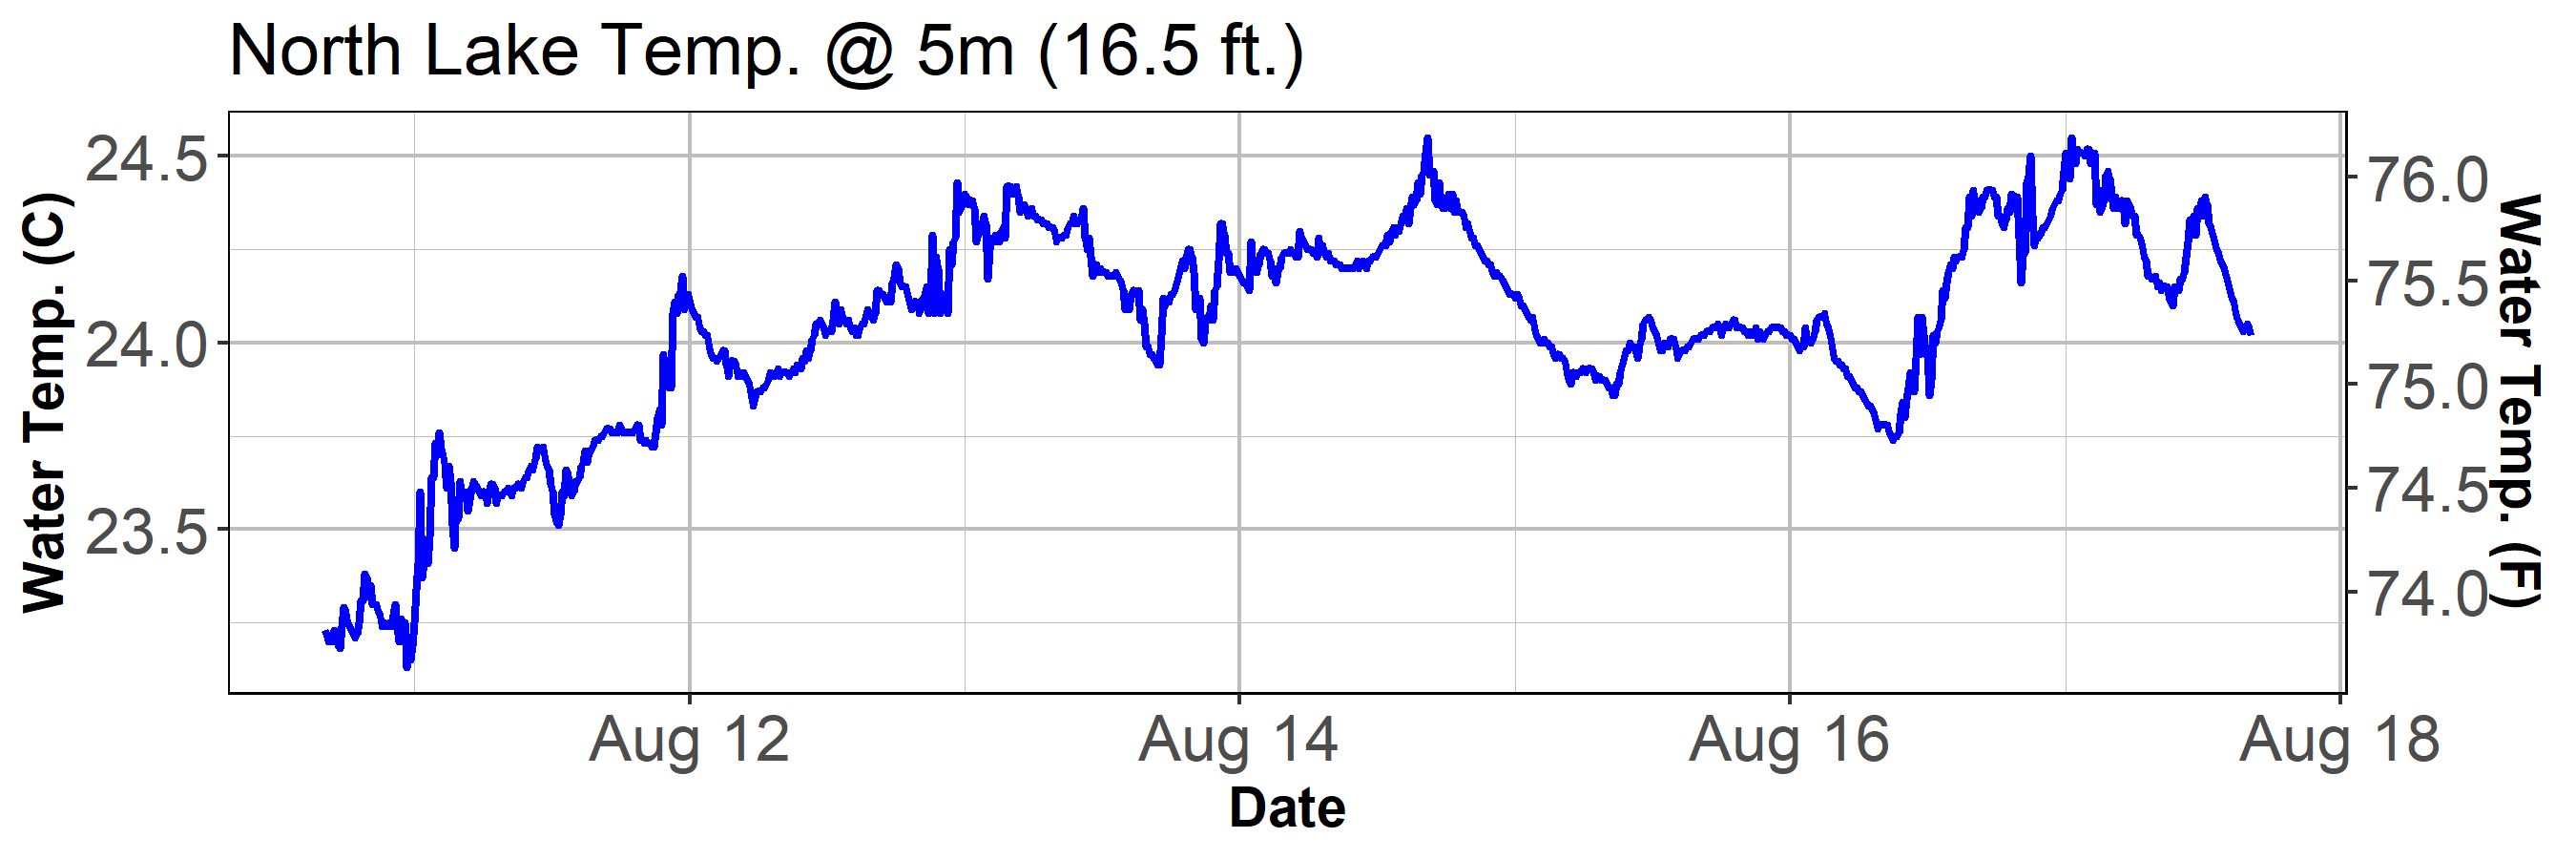 North Lake Temp. @ 5m (16.5 ft.)
Water Temp. (C)
24.5
24.0
23.5
76.0
75.5
75.0
74.5
74.0
Water Temp. (F)
Aug 12
Aug 14
Aug 16
Aug 18
Date